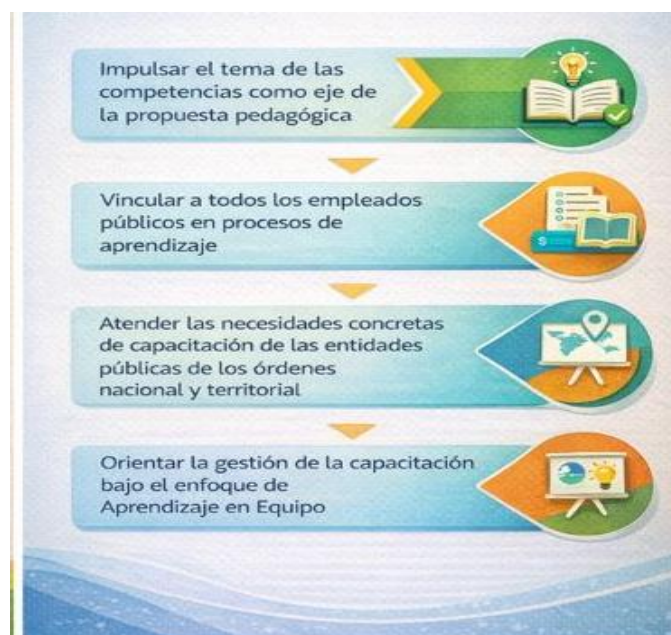 Impulsar el tema de las
competencias como eje de
la propuesta pedagógica
Vincular a todos los empleados
públicos en procesos de
aprendizaje
Atender las necesidades concretas
de capacitación de las entidades
públicas de los órdenes
nacional y territorial
Orientar la gestión de la capacitación
bajo el enfoque de
Aprendizaje en Equipo